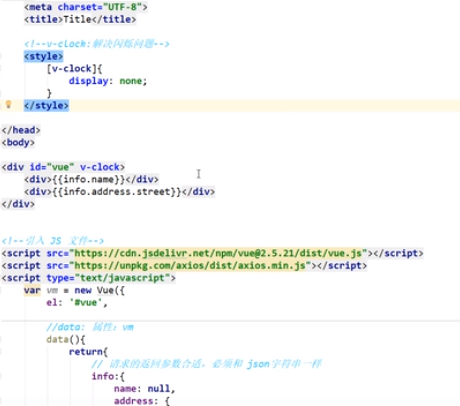 <meta charset="UTF-8">
<title>Title</title>
<!--v-clock:解决闪烁问题-->
<style>
[v-clock]{
display: none;
}
</style>
</head>
<body>
<div id="vue" v-clock>
<div>{{info.name}}</div>
<div>{{info.address.street}}</div>
</div>
<!--引入 JS 文件-->
<script src="https://cdn.jsdelivr.net/npm/vue@2.5.21/dist/vue.js"></script>
<script src="https://unpkg.com/axios/dist/axios.min.js"></script>
<script type="text/javascript">
var vm = new Vue({
el: '#vue',
//data: 属性: vm
data(){
return{
// 请求的返回参数合适，必须和 json字符串一样
info:{
name: null,
address: {